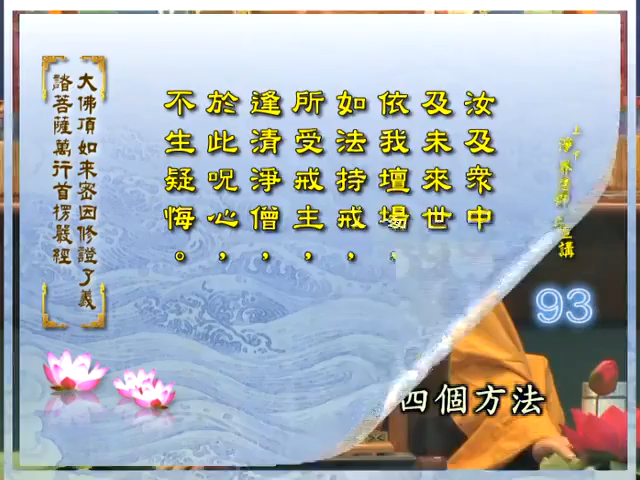 汝及眾中
及未來世
依我壇場,
如法持戒,
所受戒主,
逢清淨僧,
於此呪心,
不生疑悔。
大佛頂如來密因修證了義
諸菩薩萬行首楞嚴經
講
93
四個方法